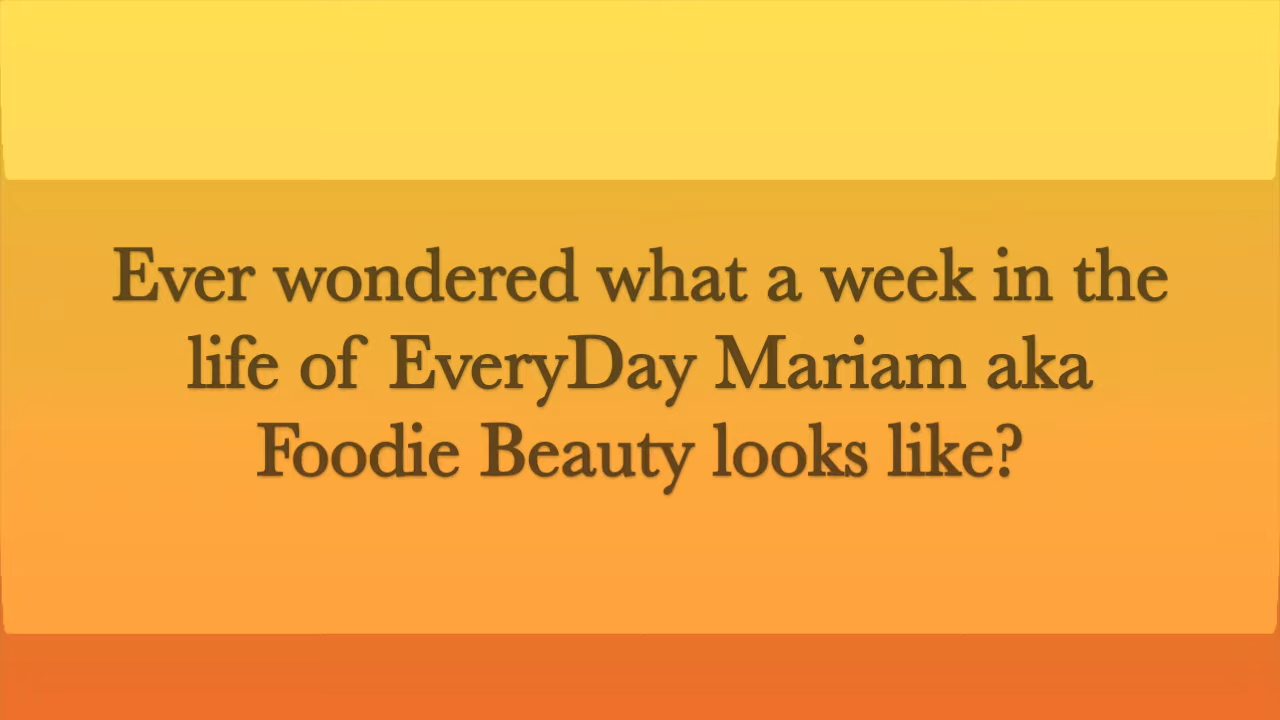 Ever wondered what a week in the
life of EveryDay Mariam aka
Foodie Beauty looks like?